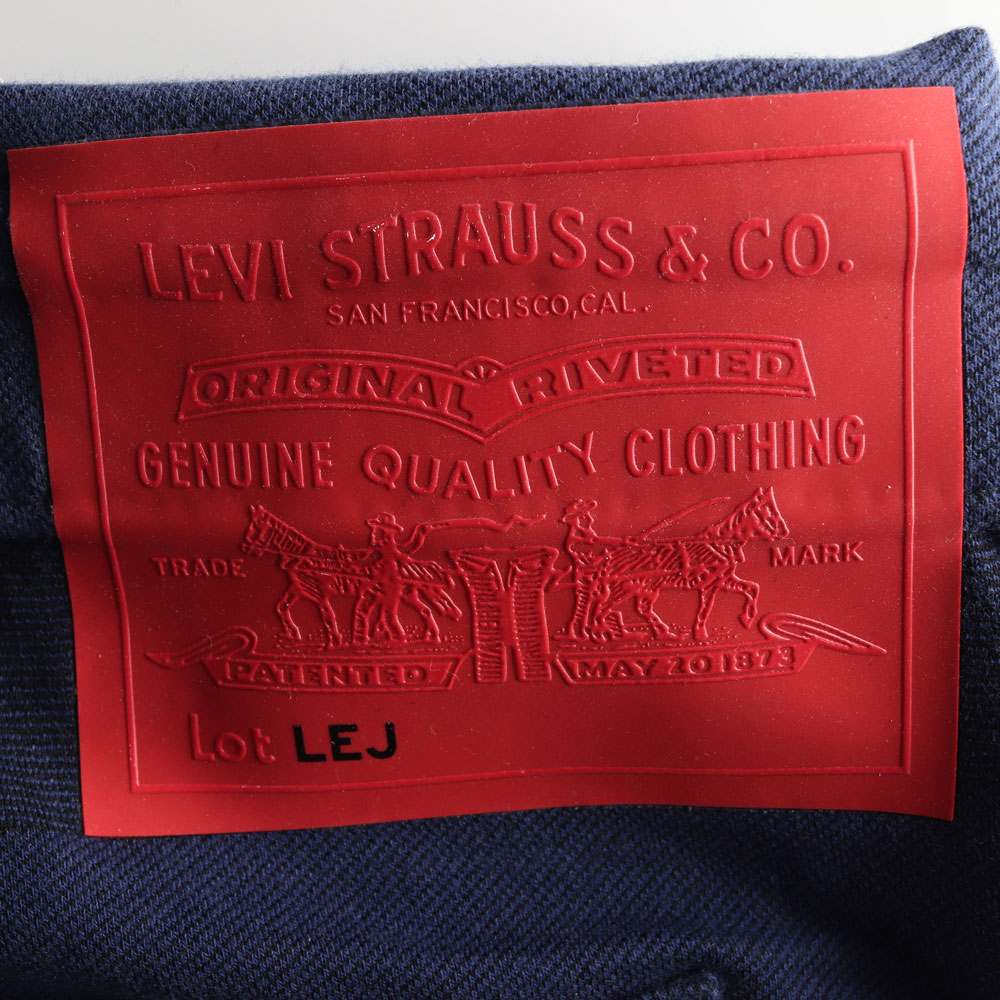 LEVI STRAUSS & CO.
SAN FRANCISCO, CAL.
ORIGINAL RIVETED
GENUINE QUALITY CLOTHING
TRADE MARK
PATENTED MAY 20 1873
Lot LEJ